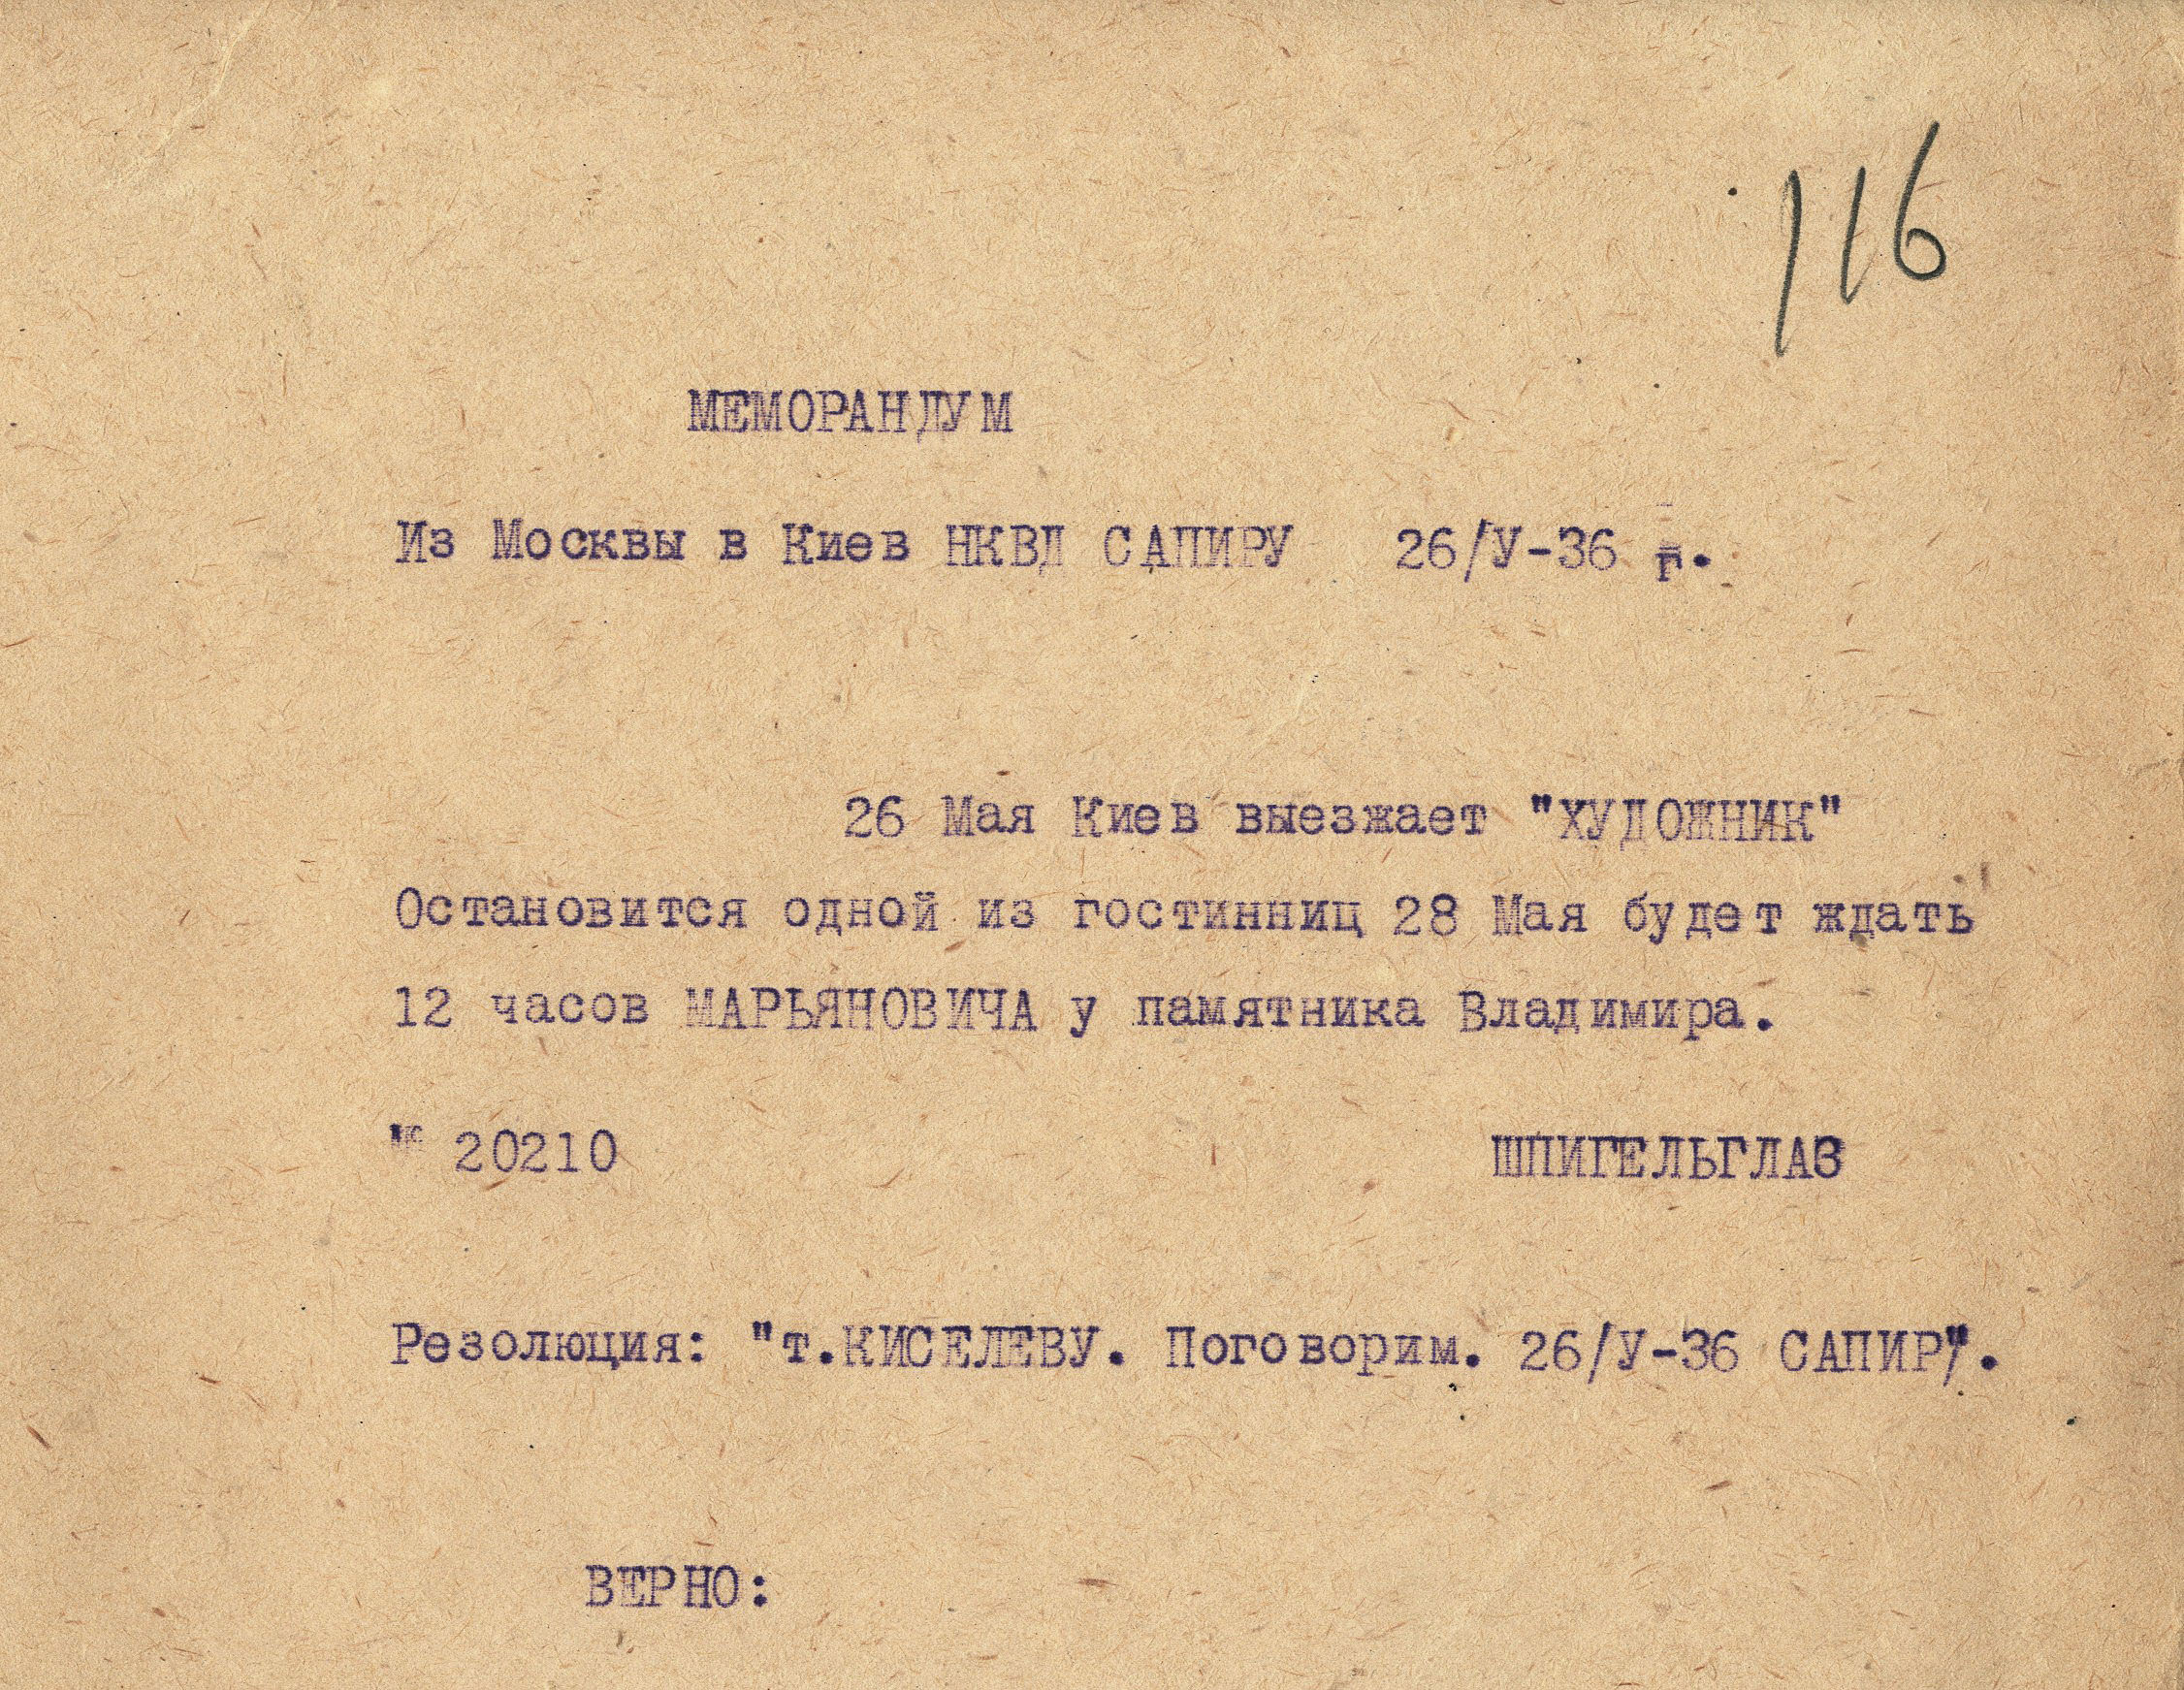 116
МЕМОРАНДУМ
Из Москвы в Киев НКВД САПИРУ 26/У-36 г.
26 Мая Киев выезжает "ХУДОЖНИК"
Остановится одной из гостинниц 28 Мая будет ждать
12 часов МАРЬЯНОВИЧА у памятника Владимира.
20210 ШПИГЕЛЬГЛАЗ
Резолюция: "т.КИСЕЛЕВУ. Поговорим. 26/У-36 САПИР".
ВЕРНО: